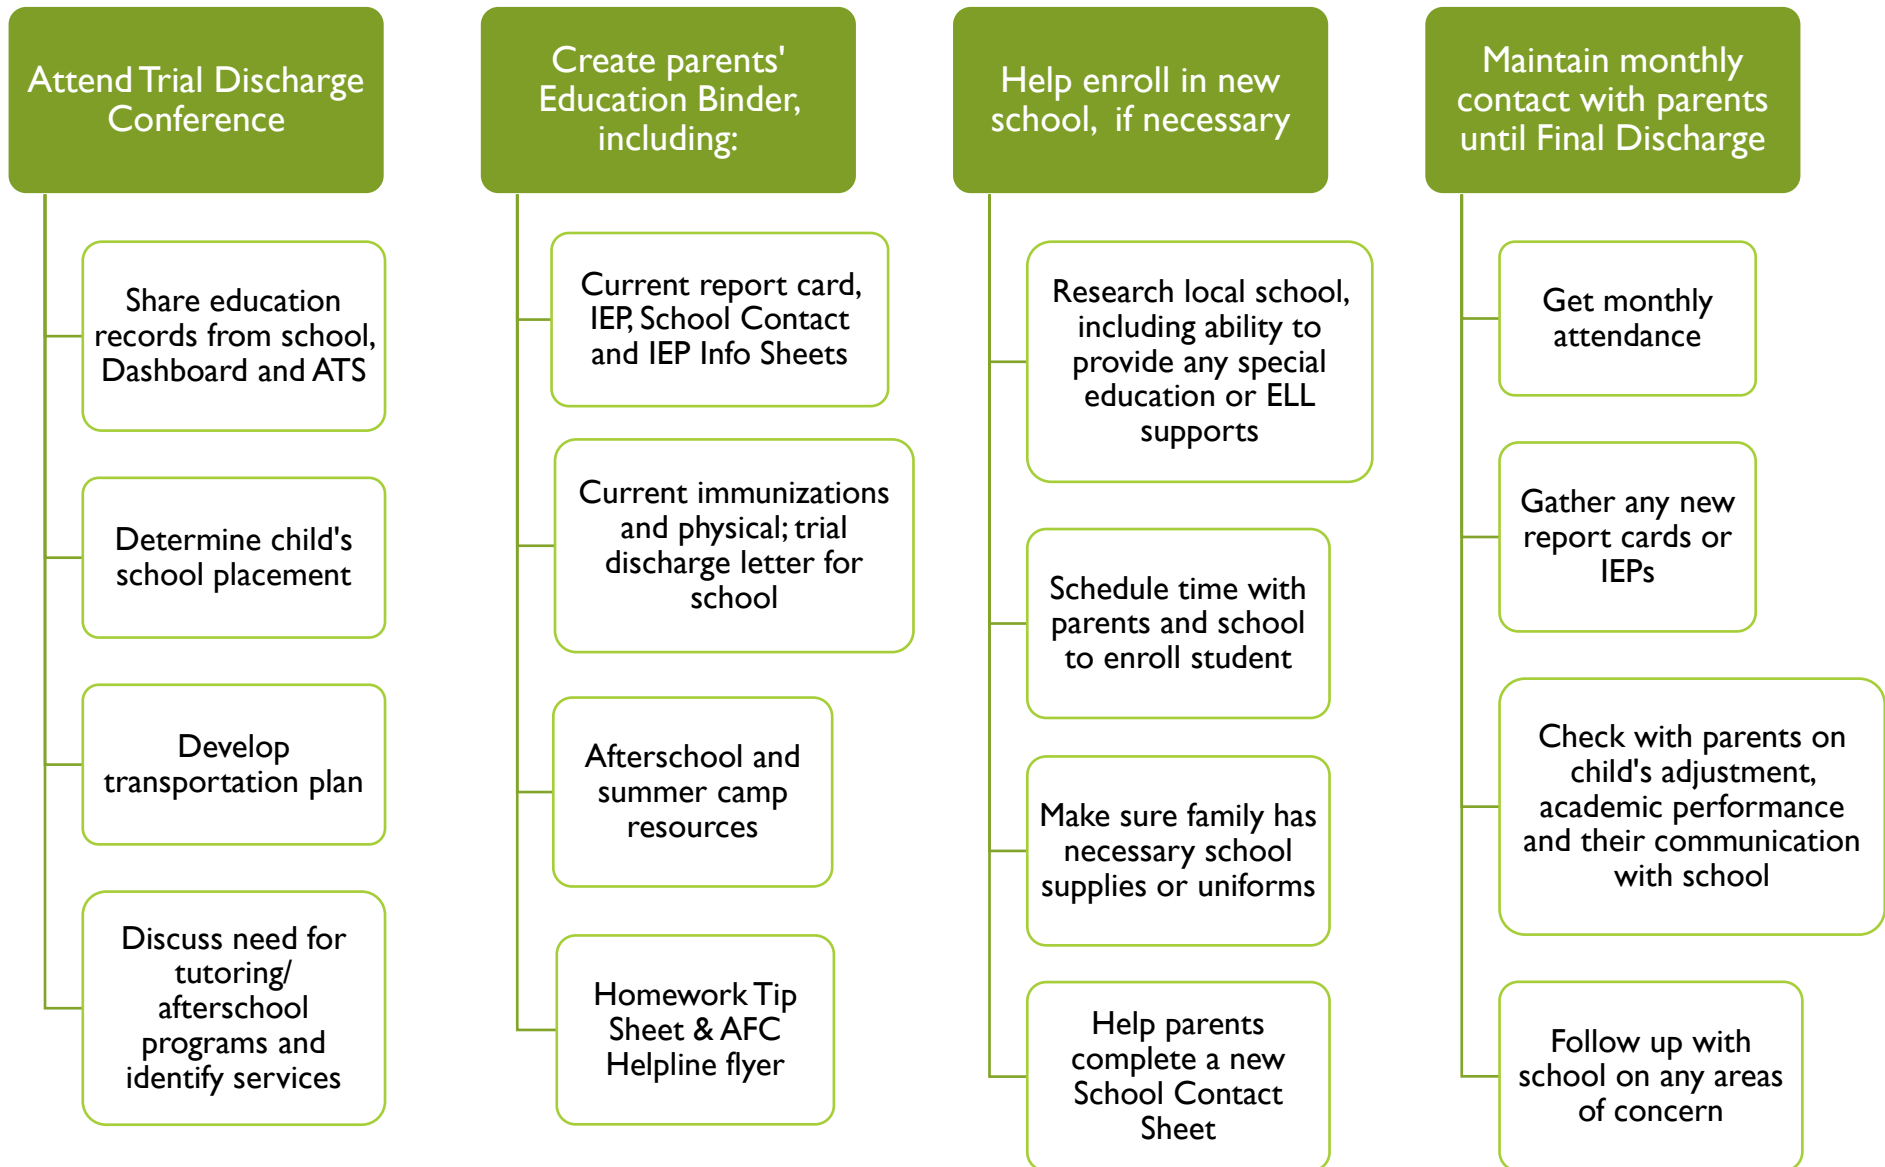 Attend Trial Discharge
Conference
Share education
records from school,
Dashboard and ATS
Determine child's
school placement
Develop
transportation plan
Discuss need for
tutoring/
afterschool
programs and
identify services
Create parents'
Education Binder,
including:
Current report card,
IEP, School Contact
and IEP Info Sheets
Current immunizations
and physical; trial
discharge letter for
school
Afterschool and
summer camp
resources
Homework Tip
Sheet & AFC
Helpline flyer
Help enroll in new
school, if necessary
Research local school,
including ability to
provide any special
education or ELL
supports
Schedule time with
parents and school
to enroll student
Make sure family has
necessary school
supplies or uniforms
Help parents
complete a new
School Contact
Sheet
Maintain monthly
contact with parents
until Final Discharge
Get monthly
attendance
Gather any new
report cards or
IEPs
Check with parents on
child's adjustment,
academic performance
and their communication
with school
Follow up with
school on any areas
of concern